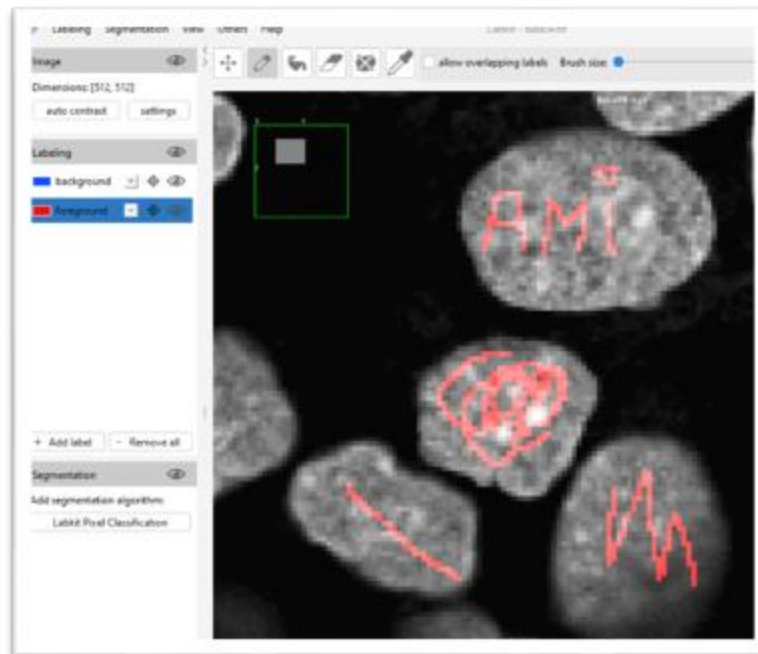 Labeling Segmentation View Others Help
Image
allow overlapping labels Brush size:
Dimensions: [512, 512]
auto contrast settings
Labeling
background
foreground
AMi
+ Add label - Remove all
Segmentation
Add segmentation algorithm:
Labkit Pixel Classification